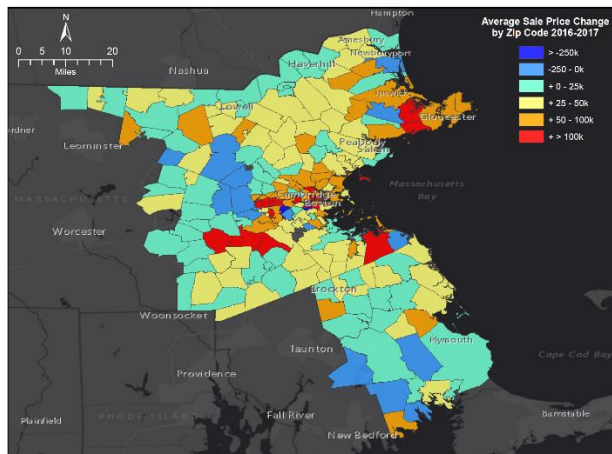 N
0 10 20
Miles
Average Sale Price Change
by Zip Code 2016-2017
> -250k
-250 - 0k
+ 0 - 25k
+ 25 - 50k
+ 50 - 100k
+ > 100k
Hampton
Amesbury
Newburyport
Haverhill
Nashua
Ipswich
Lowell
Gloucester
Leominster
Peabody
Salem
Cambridge
Boston
Massachusetts
Bay
MASSACHUSETTS
Worcester
Brockton
Woonsocket
Taunton
Plymouth
Cape Cod Bay
Providence
RHODE ISLAND
Fall River
Plainfield
Barnstable
New Bedford